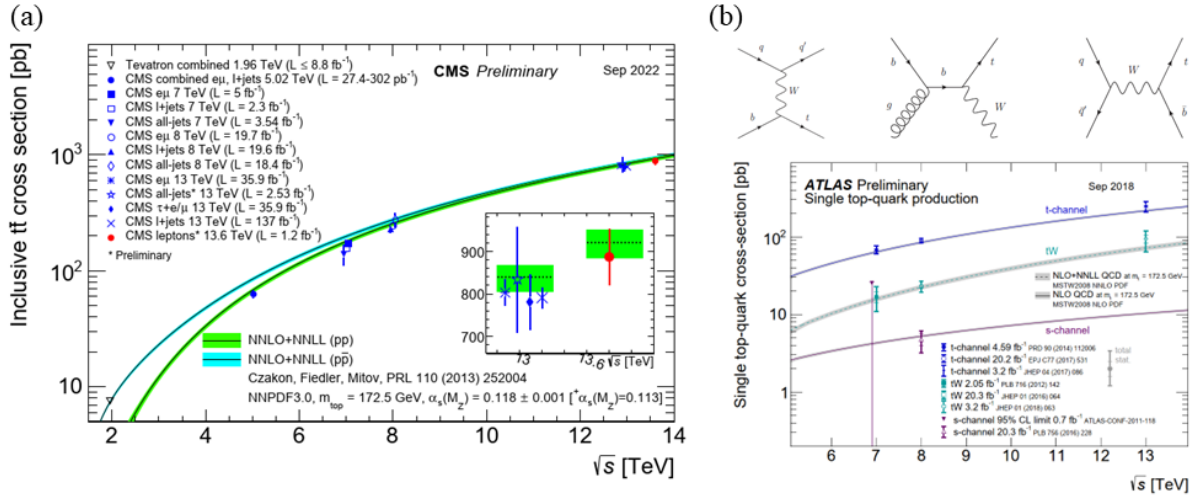 (a)
Inclusive tt̄ cross section [pb]
10³
10²
10
▽ Tevatron combined 1.96 TeV (L ≤ 8.8 fb⁻¹)
CMS combined eμ, l+jets 5.02 TeV (L = 27.4-302 pb⁻¹)
CMS eμ 7 TeV (L = 5 fb⁻¹)
CMS l+jets 7 TeV (L = 2.3 fb⁻¹)
CMS all-jets 7 TeV (L = 3.54 fb⁻¹)
CMS eμ 8 TeV (L = 19.7 fb⁻¹)
CMS l+jets 8 TeV (L = 19.6 fb⁻¹)
CMS all-jets 8 TeV (L = 18.4 fb⁻¹)
CMS eμ 13 TeV (L = 35.9 fb⁻¹)
CMS all-jets* 13 TeV (L = 2.53 fb⁻¹)
CMS τ+e/μ 13 TeV (L = 35.9 fb⁻¹)
CMS l+jets 13 TeV (L = 137 fb⁻¹)
CMS leptons* 13.6 TeV (L = 1.2 fb⁻¹)
* Preliminary
CMS Preliminary
Sep 2022
900
800
700
600
13
13.6
√s [TeV]
NNLO+NNLL (pp)
NNLO+NNLL (pp̄)
Czakon, Fiedler, Mitov, PRL 110 (2013) 252004
NNPDF3.0, m_top = 172.5 GeV, α_s(M_Z) = 0.118 ± 0.001 [*α_s(M_Z)=0.113]
2 4 6 8 10 12 14
√s [TeV]
(b)
q q' W b t
b b t g W
q t W q' b̄
Single top-quark cross-section [pb]
10²
10
1
ATLAS Preliminary
Single top-quark production
Sep 2018
t-channel
tW
s-channel
NLO+NNLL QCD at m_t = 172.5 GeV
MSTW2008 NNLO PDF
NLO QCD at m_t = 172.5 GeV
MSTW2008 NLO PDF
t-channel 4.59 fb⁻¹ PRD 90 (2014) 112006
t-channel 20.2 fb⁻¹ EPJ C77 (2017) 531
t-channel 3.2 fb⁻¹ JHEP 04 (2017) 086
tW 2.05 fb⁻¹ PLB 716 (2012) 142
tW 20.3 fb⁻¹ JHEP 01 (2016) 064
tW 3.2 fb⁻¹ JHEP 01 (2018) 063
s-channel 95% CL limit 0.7 fb⁻¹ ATLAS-CONF-2011-118
s-channel 20.3 fb⁻¹ PLB 756 (2016) 228
total
stat.
6 7 8 9 10 11 12 13
√s [TeV]